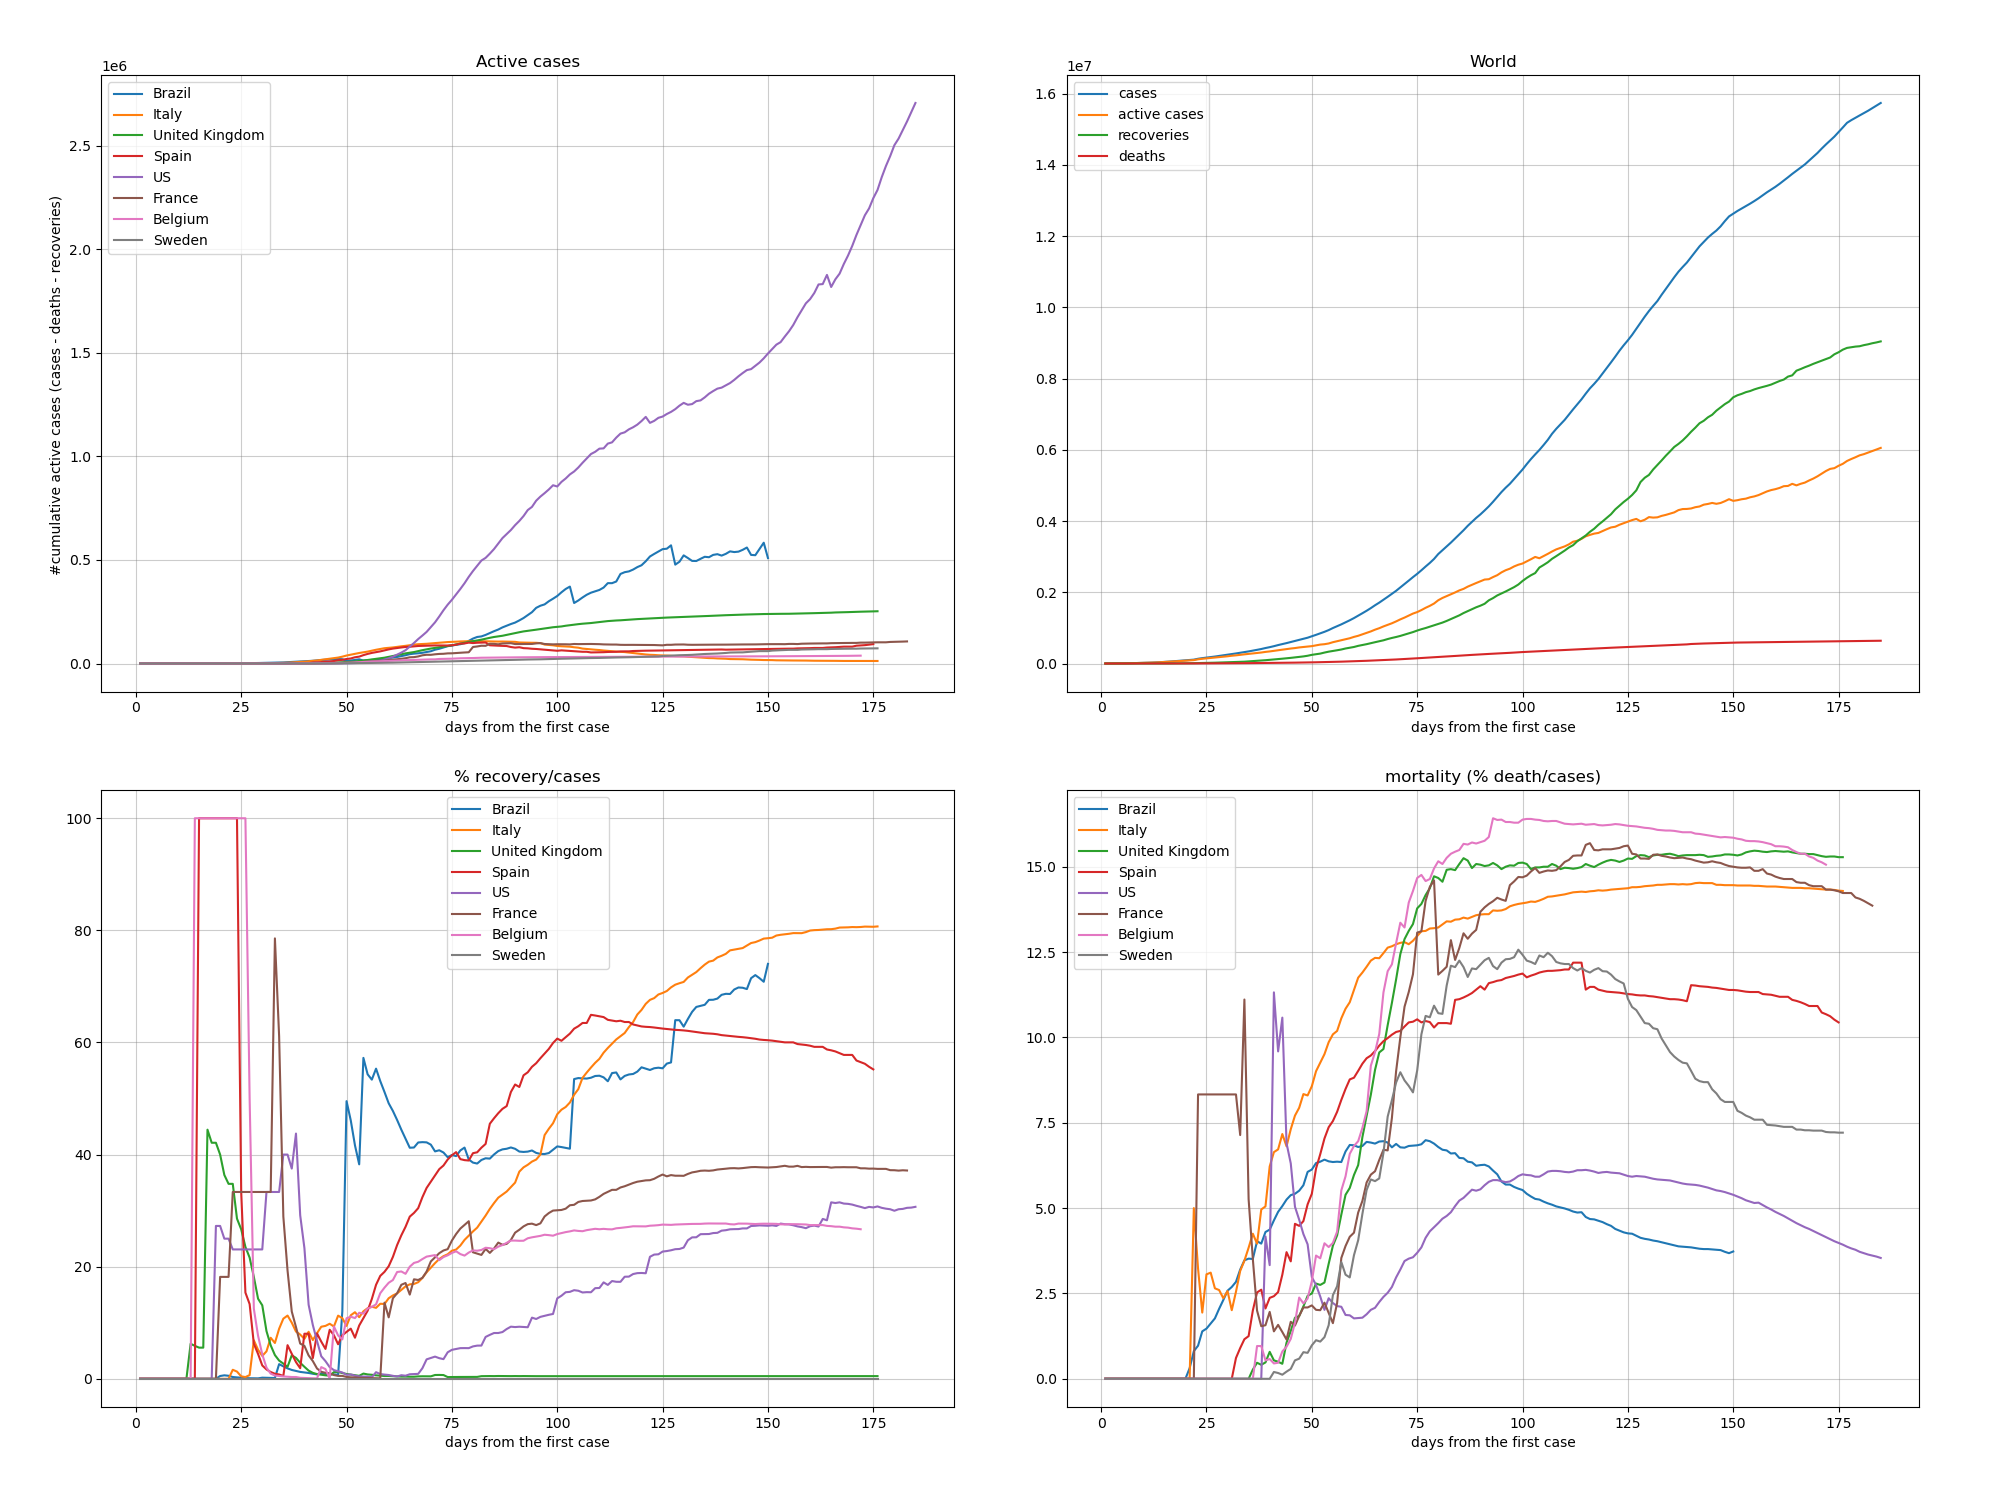 Active cases
1e6
Brazil
Italy
United Kingdom
Spain
US
France
Belgium
Sweden
#cumulative active cases (cases - deaths - recoveries)
2.5
2.0
1.5
1.0
0.5
0.0
0 25 50 75 100 125 150 175
days from the first case
World
1e7
cases
active cases
recoveries
deaths
1.6
1.4
1.2
1.0
0.8
0.6
0.4
0.2
0.0
0 25 50 75 100 125 150 175
days from the first case
% recovery/cases
Brazil
Italy
United Kingdom
Spain
US
France
Belgium
Sweden
100
80
60
40
20
0
0 25 50 75 100 125 150 175
days from the first case
mortality (% death/cases)
Brazil
Italy
United Kingdom
Spain
US
France
Belgium
Sweden
15.0
12.5
10.0
7.5
5.0
2.5
0.0
0 25 50 75 100 125 150 175
days from the first case